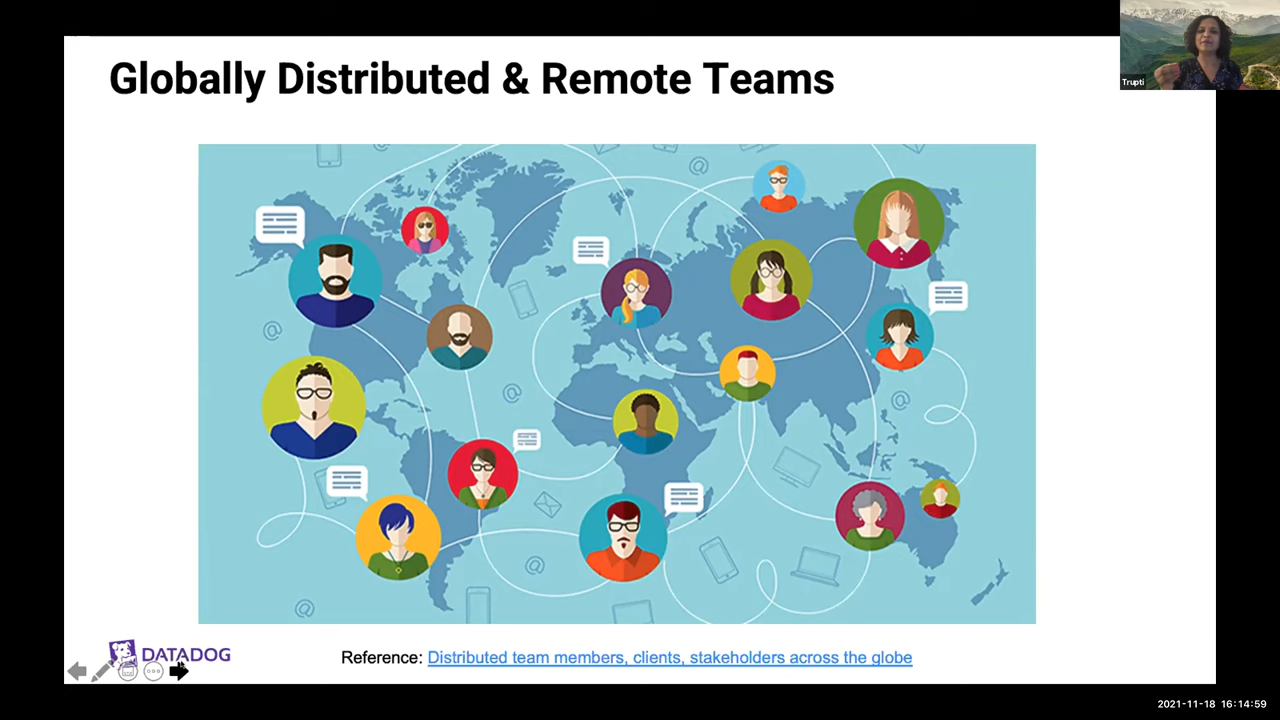 Globally Distributed & Remote Teams
Trupti
DATADOG
Reference: Distributed team members, clients, stakeholders across the globe
2021-11-18 16:14:59